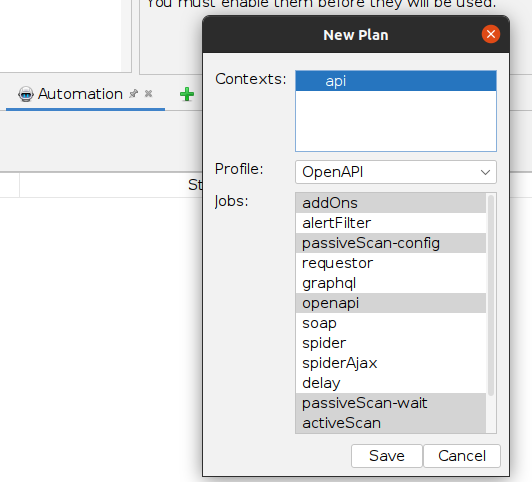 You must enable them before they will be used.
New Plan
Contexts:
api
Automation
Profile:
OpenAPI
St
Jobs:
addOns
alertFilter
passiveScan-config
requestor
graphql
openapi
soap
spider
spiderAjax
delay
passiveScan-wait
activeScan
Save
Cancel